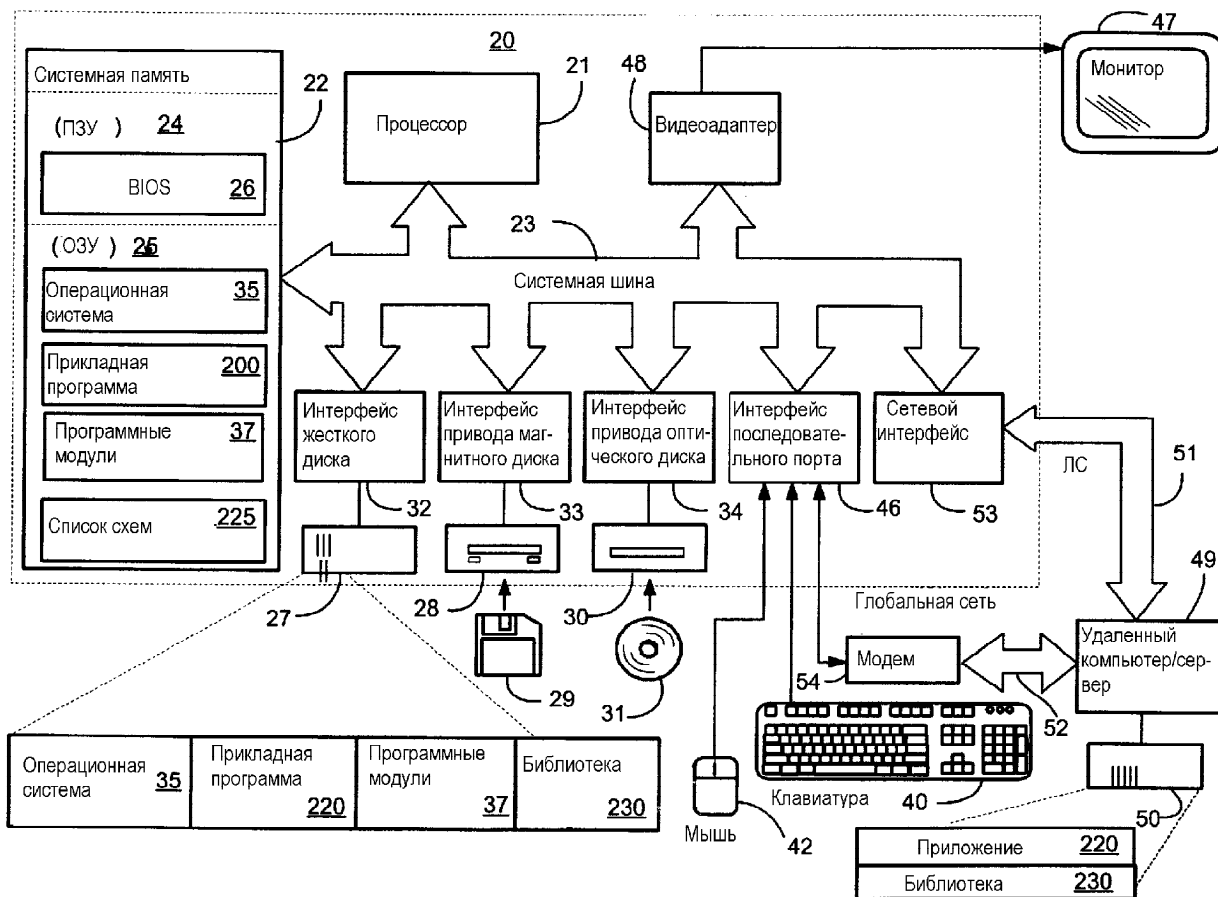 20
47
Системная память
22
21
48
Монитор
(ПЗУ ) 24
Процессор
Видеоадаптер
BIOS 26
23
(ОЗУ ) 25
Системная шина
Операционная
система
35
Прикладная
программа
200
Программные
модули
37
Список схем 225
Интерфейс
жесткого
диска
Интерфейс
привода маг-
нитного диска
Интерфейс
привода опти-
ческого диска
Интерфейс
последовате-
льного порта
Сетевой
интерфейс
ЛС
51
32
33
34
46
53
27
28
30
49
Глобальная сеть
Удаленный
компьютер/сер-
вер
Модем
54
52
29
31
Операционная
система
35
Прикладная
программа
220
Программные
модули
37
Библиотека
230
Клавиатура
40
Мышь
42
50
Приложение 220
Библиотека 230